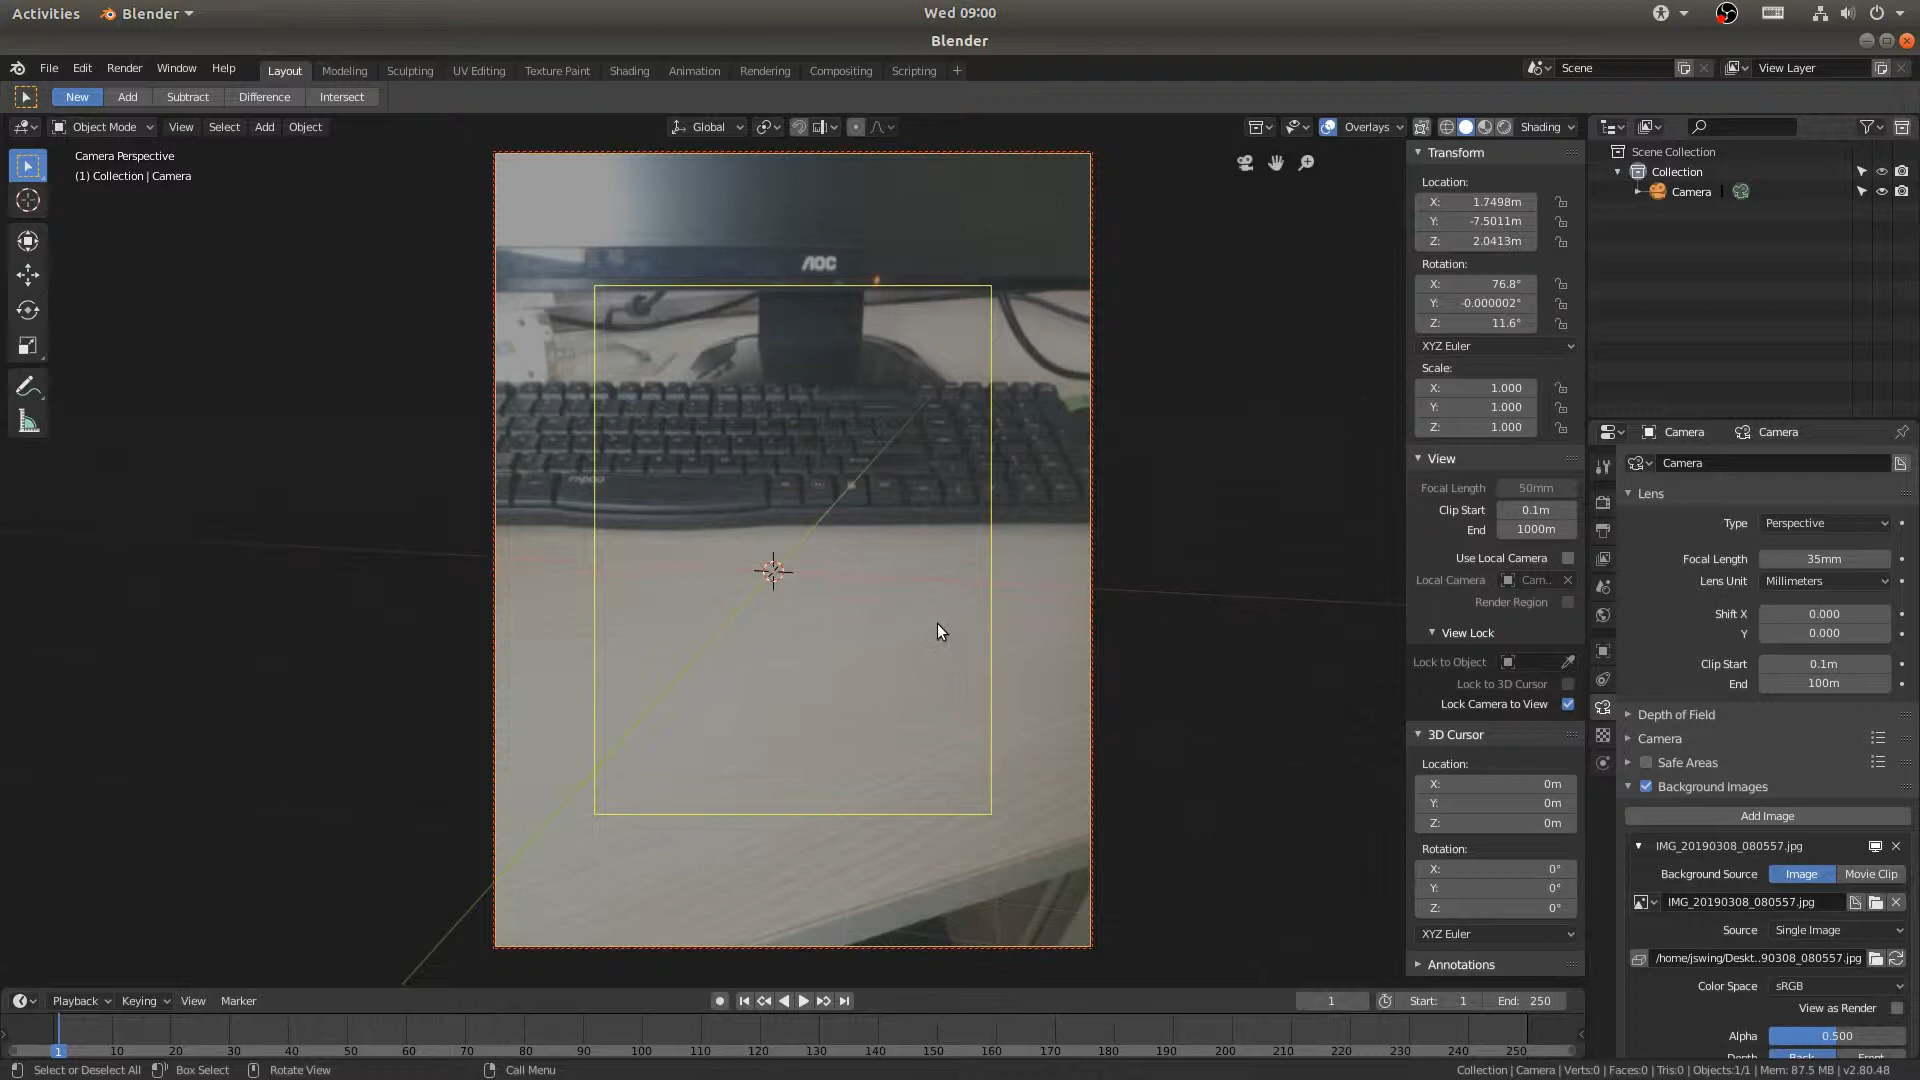 Activities Blender Wed 09:00
Blender
File Edit Render Window Help Layout Modeling Sculpting UV Editing Texture Paint Shading Animation Rendering Compositing Scripting + Scene View Layer
New Add Subtract Difference Intersect
Object Mode View Select Add Object Global Overlays Shading
Camera Perspective
(1) Collection | Camera
AOC
rapoo
Transform
Location:
X: 1.7498m
Y: -7.5011m
Z: 2.0413m
Rotation:
X: 76.8°
Y: -0.000002°
Z: 11.6°
XYZ Euler
Scale:
X: 1.000
Y: 1.000
Z: 1.000
View
Focal Length 50mm
Clip Start 0.1m
End 1000m
Use Local Camera
Local Camera Cam..
Render Region
View Lock
Lock to Object
Lock to 3D Cursor
Lock Camera to View
3D Cursor
Location:
X: 0m
Y: 0m
Z: 0m
Rotation:
X: 0°
Y: 0°
Z: 0°
XYZ Euler
Annotations
Scene Collection
Collection
Camera
Camera Camera
Camera
Lens
Type Perspective
Focal Length 35mm
Lens Unit Millimeters
Shift X 0.000
Y 0.000
Clip Start 0.1m
End 100m
Depth of Field
Camera
Safe Areas
Background Images
Add Image
IMG_20190308_080557.jpg
Background Source Image Movie Clip
IMG_20190308_080557.jpg
Source Single Image
/home/jswing/Deskt..90308_080557.jpg
Color Space sRGB
View as Render
Alpha 0.500
Depth Back Front
Playback Keying View Marker 1 Start: 1 End: 250
1 10 20 30 40 50 60 70 80 90 100 110 120 130 140 150 160 170 180 190 200 210 220 230 240 250
Select or Deselect All Box Select Rotate View Call Menu Collection | Camera | Verts:0 | Faces:0 | Tris:0 | Objects:1/1 | Mem: 87.5 MB | v2.80.48